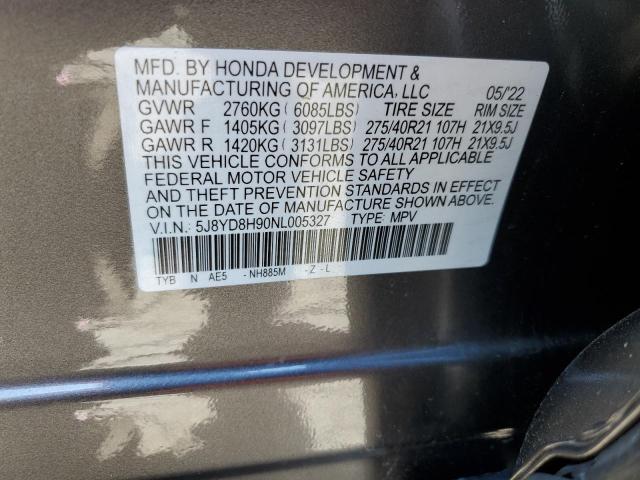 MFD. BY HONDA DEVELOPMENT &
MANUFACTURING OF AMERICA, LLC 05/'22
GVWR 2760KG ( 6085LBS) TIRE SIZE RIM SIZE
GAWR F 1405KG ( 3097LBS) 275/40R21 107H 21X9.5J
GAWR R 1420KG ( 3131LBS) 275/40R21 107H 21X9.5J
THIS VEHICLE CONFORMS TO ALL APPLICABLE
FEDERAL MOTOR VEHICLE SAFETY
AND THEFT PREVENTION STANDARDS IN EFFECT
ON THE DATE OF MANUFACTURE SHOWN ABOVE.
V.I.N.: 5J8YD8H90NL005327 TYPE: MPV
TYB N AE5 -NH885M -Z-L